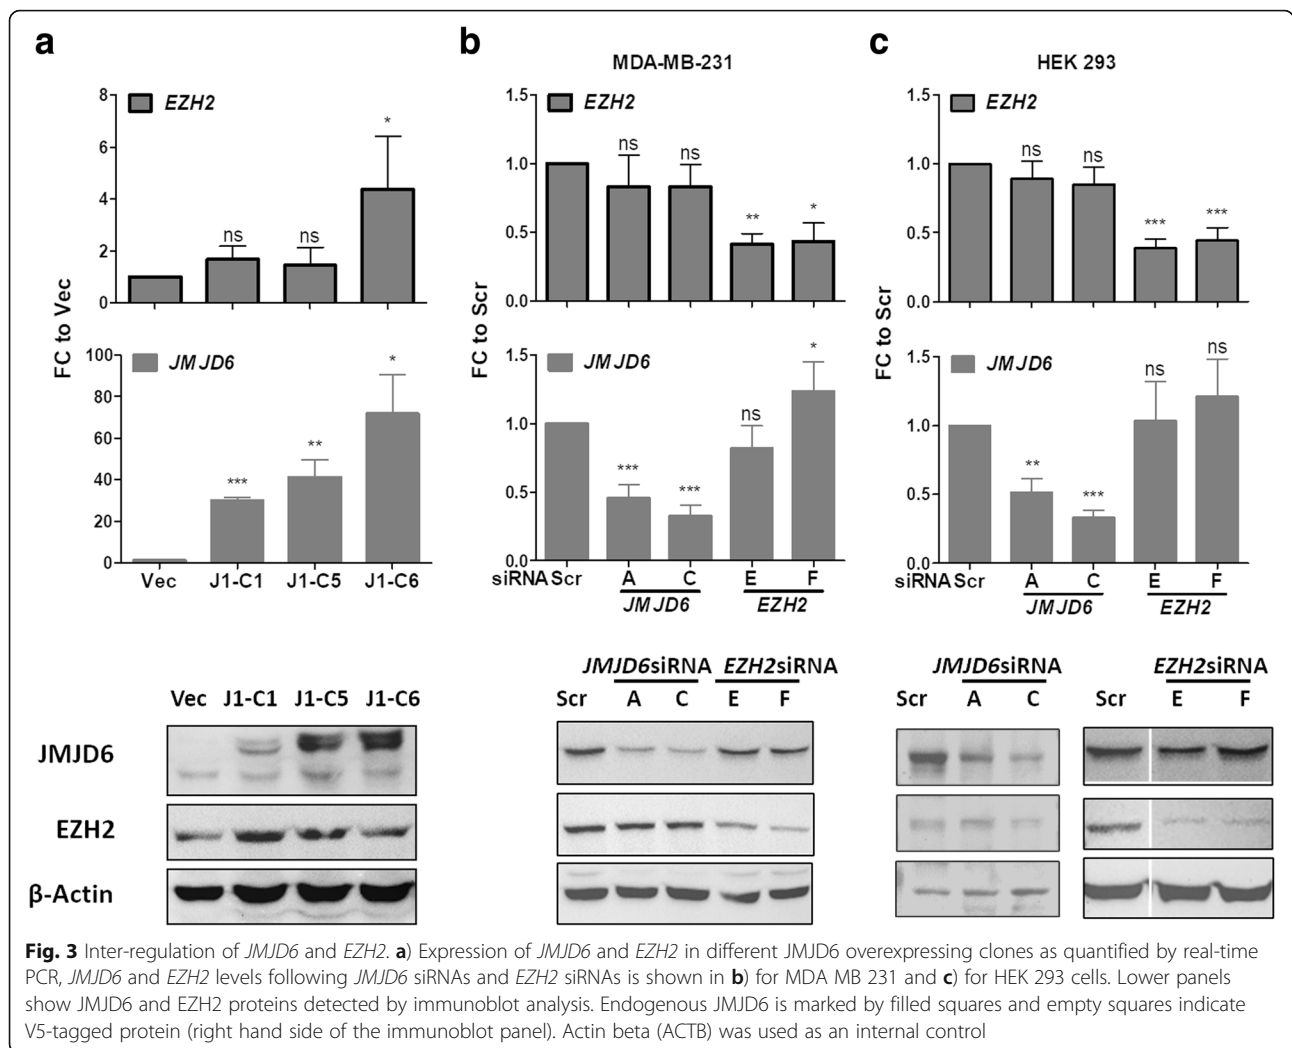 a
b
c
MDA-MB-231
HEK 293
EZH2
8
6
4
2
0
ns
ns
*
FC to Vec
JMJD6
100
80
60
40
20
0
***
**
*
Vec J1-C1 J1-C5 J1-C6
EZH2
1.5
1.0
0.5
0.0
ns
ns
**
*
FC to Scr
JMJD6
1.5
1.0
0.5
0.0
***
***
ns
*
siRNA Scr A C E F
JMJD6 EZH2
EZH2
1.5
1.0
0.5
0.0
ns
ns
***
***
FC to Scr
JMJD6
1.5
1.0
0.5
0.0
**
***
ns
ns
siRNA Scr A C E F
JMJD6 EZH2
Vec J1-C1 J1-C5 J1-C6
JMJD6
EZH2
β-Actin
JMJD6siRNA EZH2siRNA
Scr A C E F
JMJD6siRNA
Scr A C
EZH2siRNA
Scr E F
Fig. 3 Inter-regulation of JMJD6 and EZH2. a) Expression of JMJD6 and EZH2 in different JMJD6 overexpressing clones as quantified by real-time
PCR, JMJD6 and EZH2 levels following JMJD6 siRNAs and EZH2 siRNAs is shown in b) for MDA MB 231 and c) for HEK 293 cells. Lower panels
show JMJD6 and EZH2 proteins detected by immunoblot analysis. Endogenous JMJD6 is marked by filled squares and empty squares indicate
V5-tagged protein (right hand side of the immunoblot panel). Actin beta (ACTB) was used as an internal control